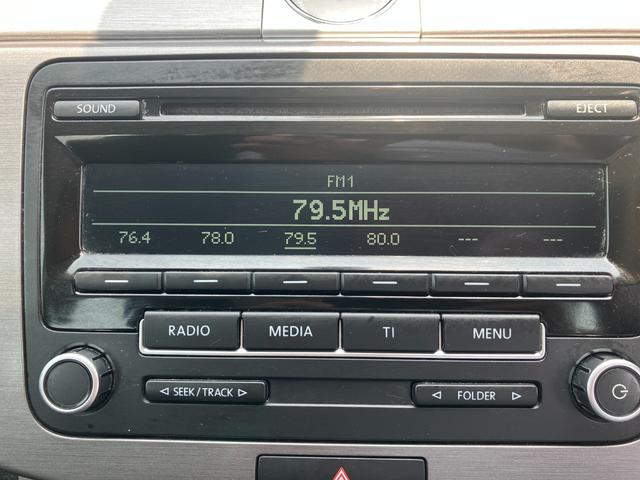 SOUND EJECT
FM1
79.5MHz
76.4 78.0 79.5 80.0 --- ---
RADIO MEDIA TI MENU
SEEK/TRACK FOLDER